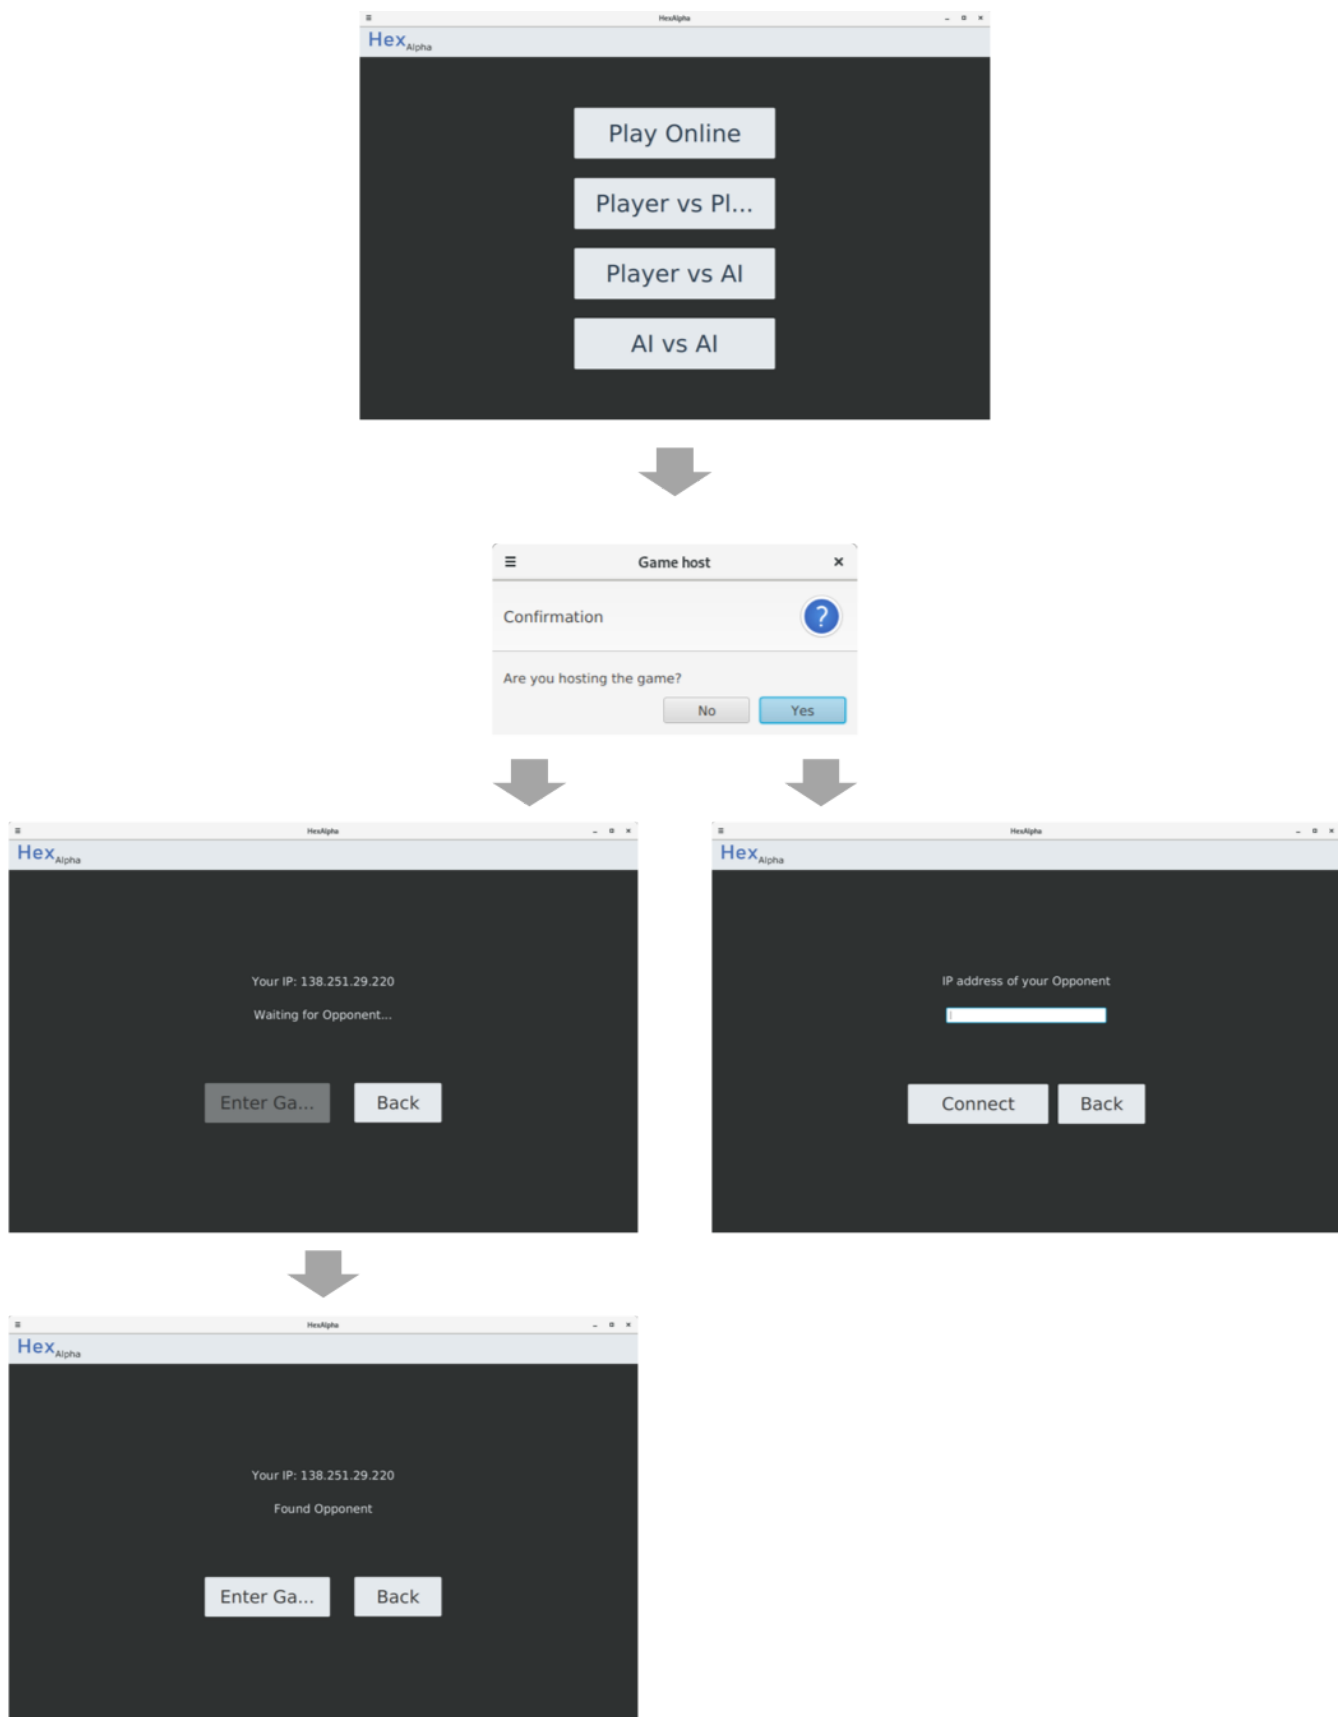 HexAlpha
Hex Alpha
Play Online
Player vs Pl...
Player vs AI
AI vs AI
Game host
Confirmation
?
Are you hosting the game?
No Yes
HexAlpha
Hex Alpha
Your IP: 138.251.29.220
Waiting for Opponent...
Enter Ga... Back
HexAlpha
Hex Alpha
IP address of your Opponent
Connect Back
HexAlpha
Hex Alpha
Your IP: 138.251.29.220
Found Opponent
Enter Ga... Back